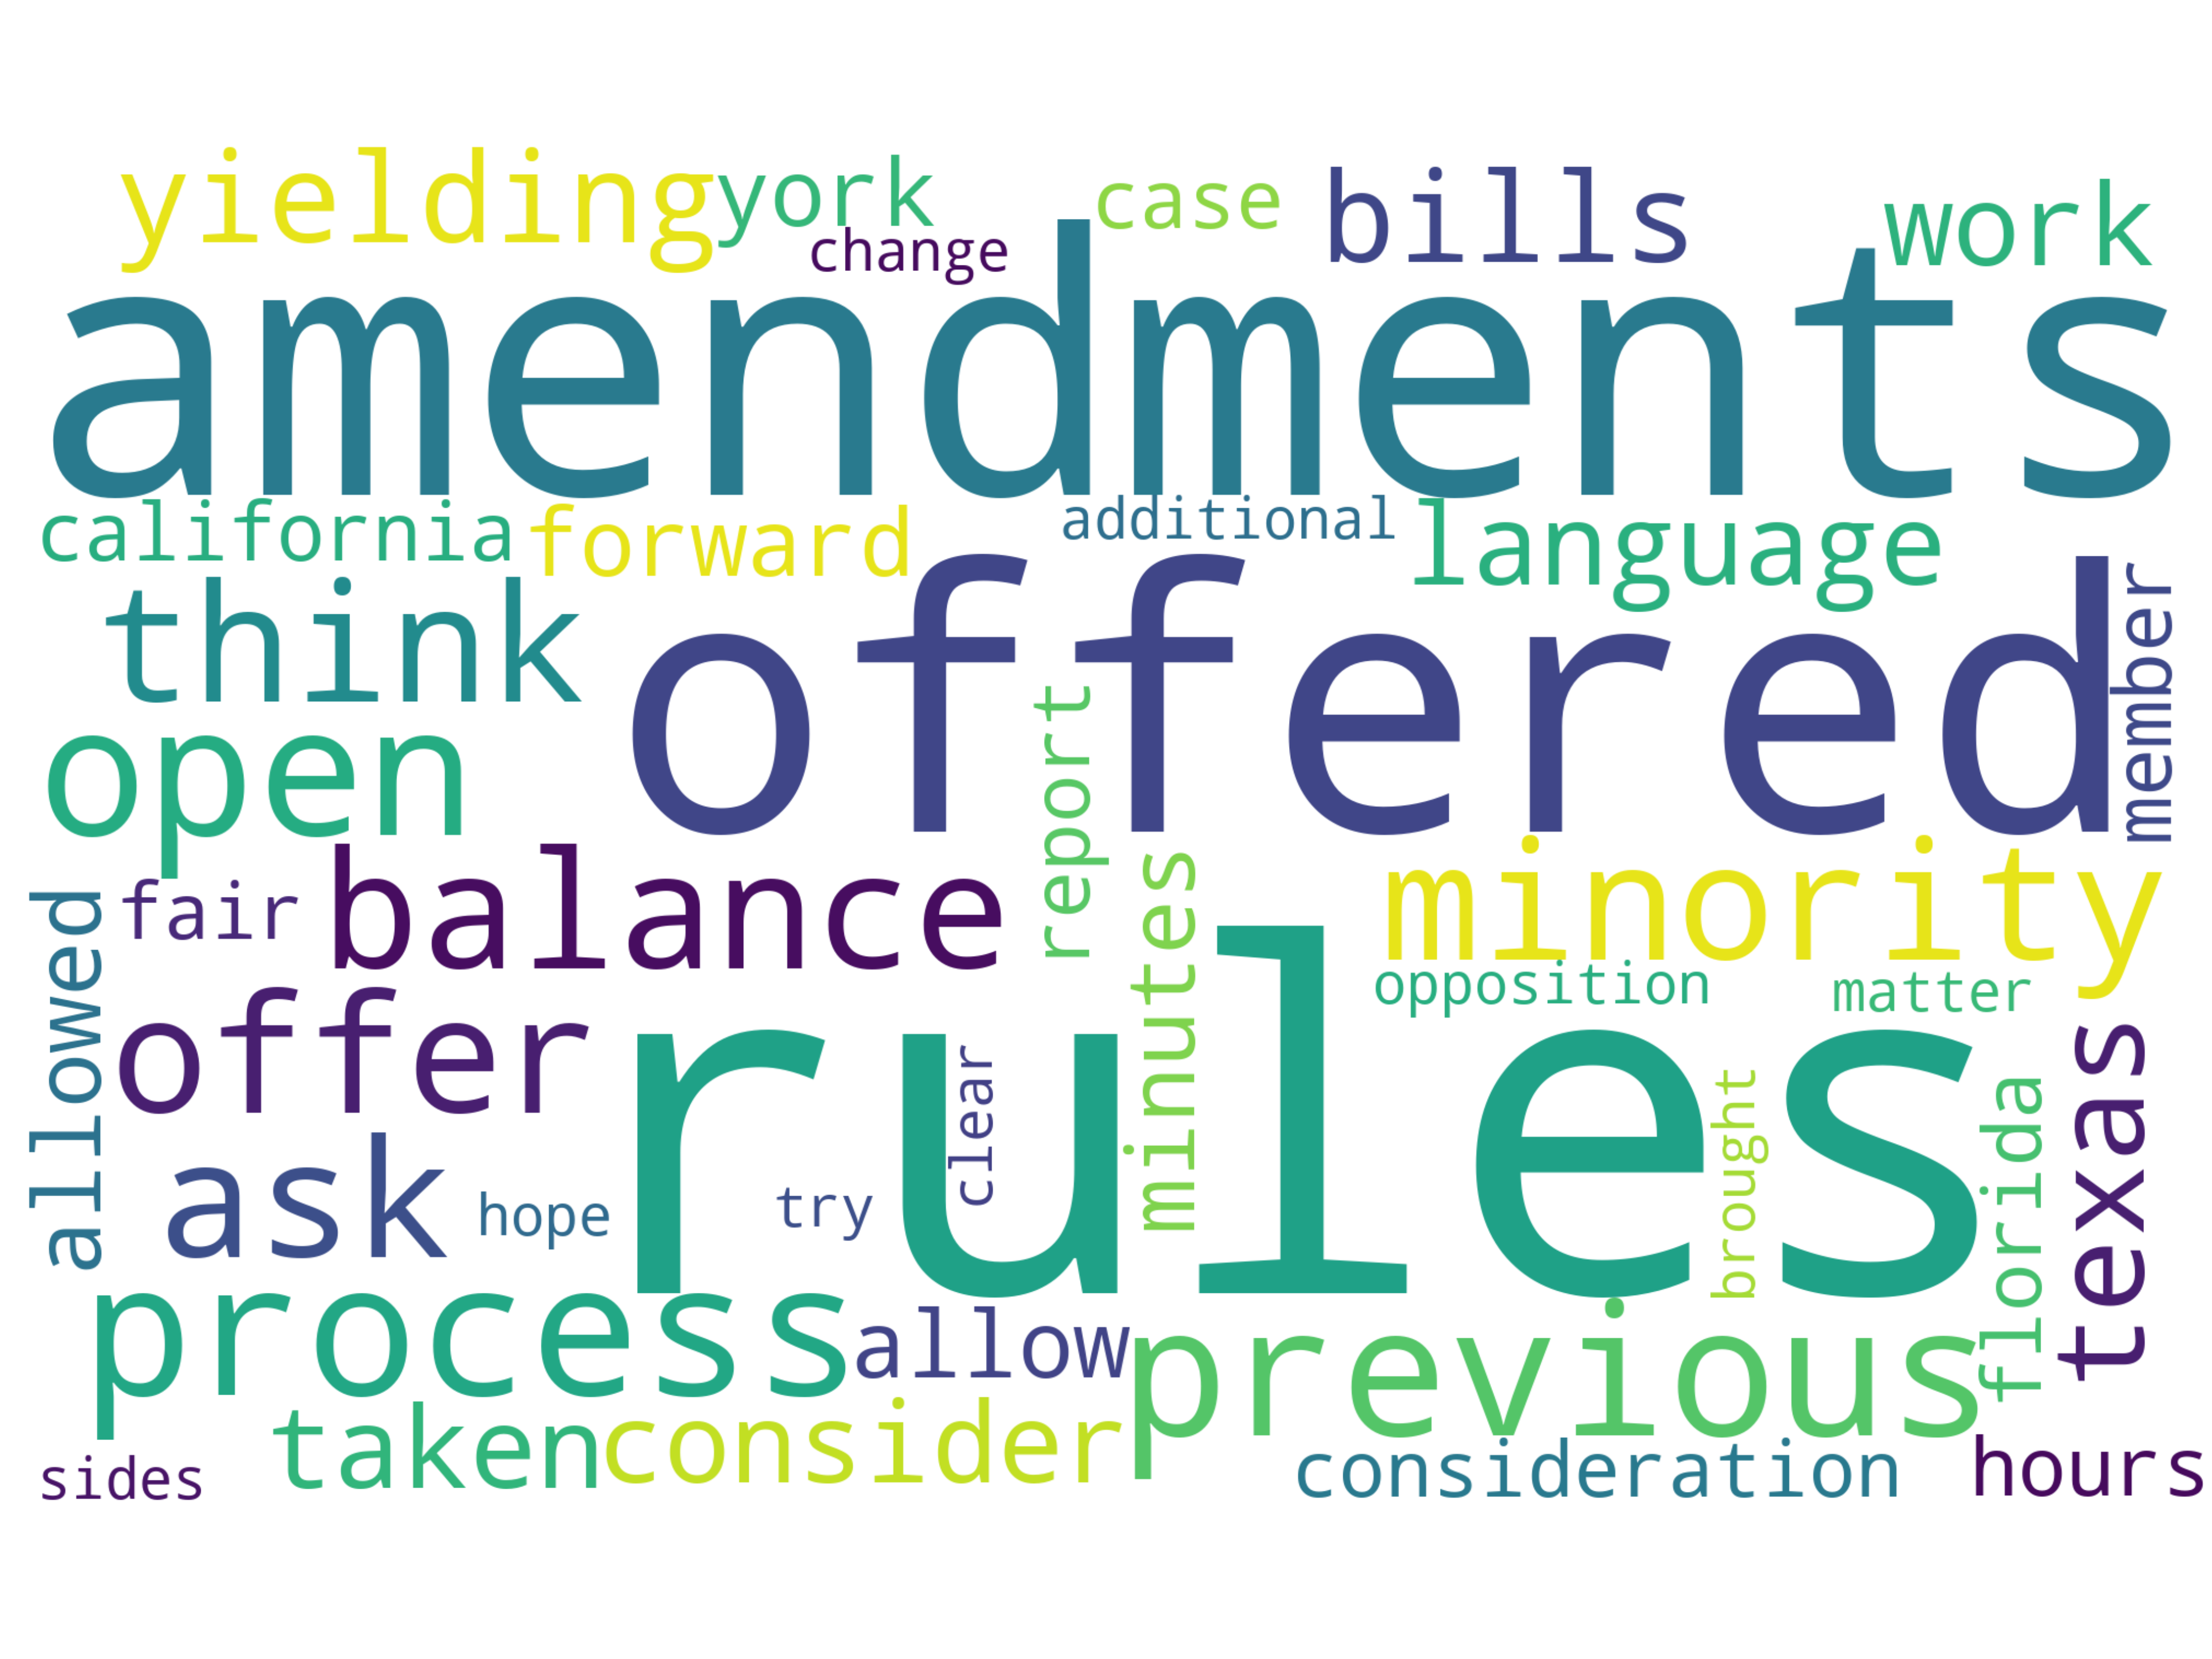 yielding york case bills work
change
amendments
california forward additional language
think offered member
open report
fair balance minutes minority
allowed opposition matter
offer rules texas
clear brought florida
ask hope try
process allow previous
taken consider consideration hours
sides